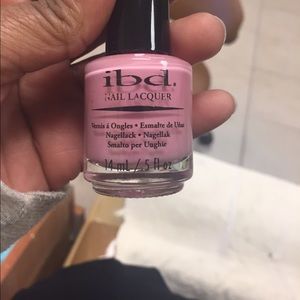 ibd.
NAIL LACQUER
Vernis à Ongles • Esmalte de Uñas
Nagellack • Nagellak
Smalto per Unghie
14 mL / .5 fl oz